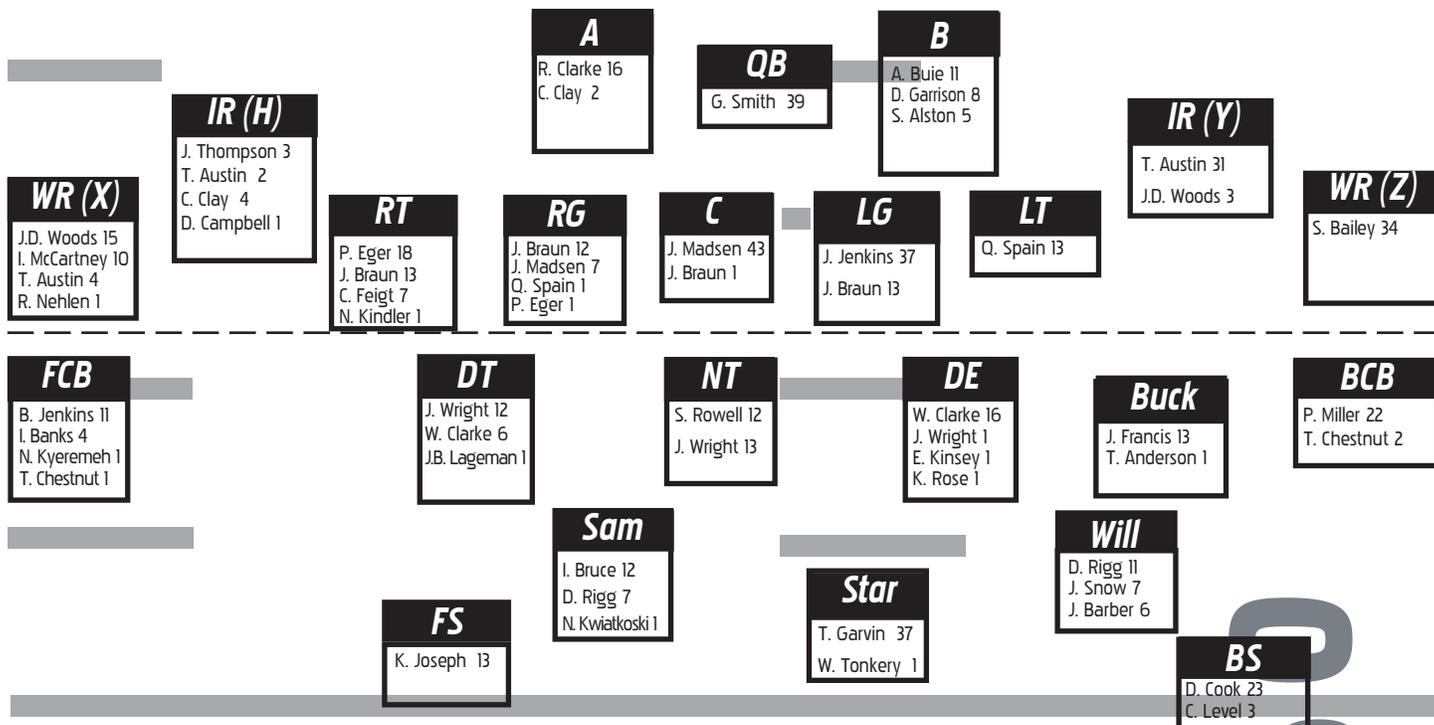 A
R. Clarke 16
C. Clay 2
QB
G. Smith 39
B
A. Buie 11
D. Garrison 8
S. Alston 5
IR (H)
J. Thompson 3
T. Austin 2
C. Clay 4
D. Campbell 1
IR (Y)
T. Austin 31
J.D. Woods 3
WR (X)
J.D. Woods 15
I. McCartney 10
T. Austin 4
R. Nehlen 1
RT
P. Eger 18
J. Braun 13
C. Feigt 7
N. Kindler 1
RG
J. Braun 12
J. Madsen 7
Q. Spain 1
P. Eger 1
C
J. Madsen 43
J. Braun 1
LG
J. Jenkins 37
J. Braun 13
LT
Q. Spain 13
WR (Z)
S. Bailey 34
FCB
B. Jenkins 11
I. Banks 4
N. Kyeremeh 1
T. Chestnut 1
DT
J. Wright 12
W. Clarke 6
J.B. Lageman 1
NT
S. Rowell 12
J. Wright 13
DE
W. Clarke 16
J. Wright 1
E. Kinsey 1
K. Rose 1
Buck
J. Francis 13
T. Anderson 1
BCB
P. Miller 22
T. Chestnut 2
Sam
I. Bruce 12
D. Rigg 7
N. Kwiatkoski 1
Will
D. Rigg 11
J. Snow 7
J. Barber 6
Star
T. Garvin 37
W. Tonkery 1
FS
K. Joseph 13
BS
D. Cook 23
C. Level 3